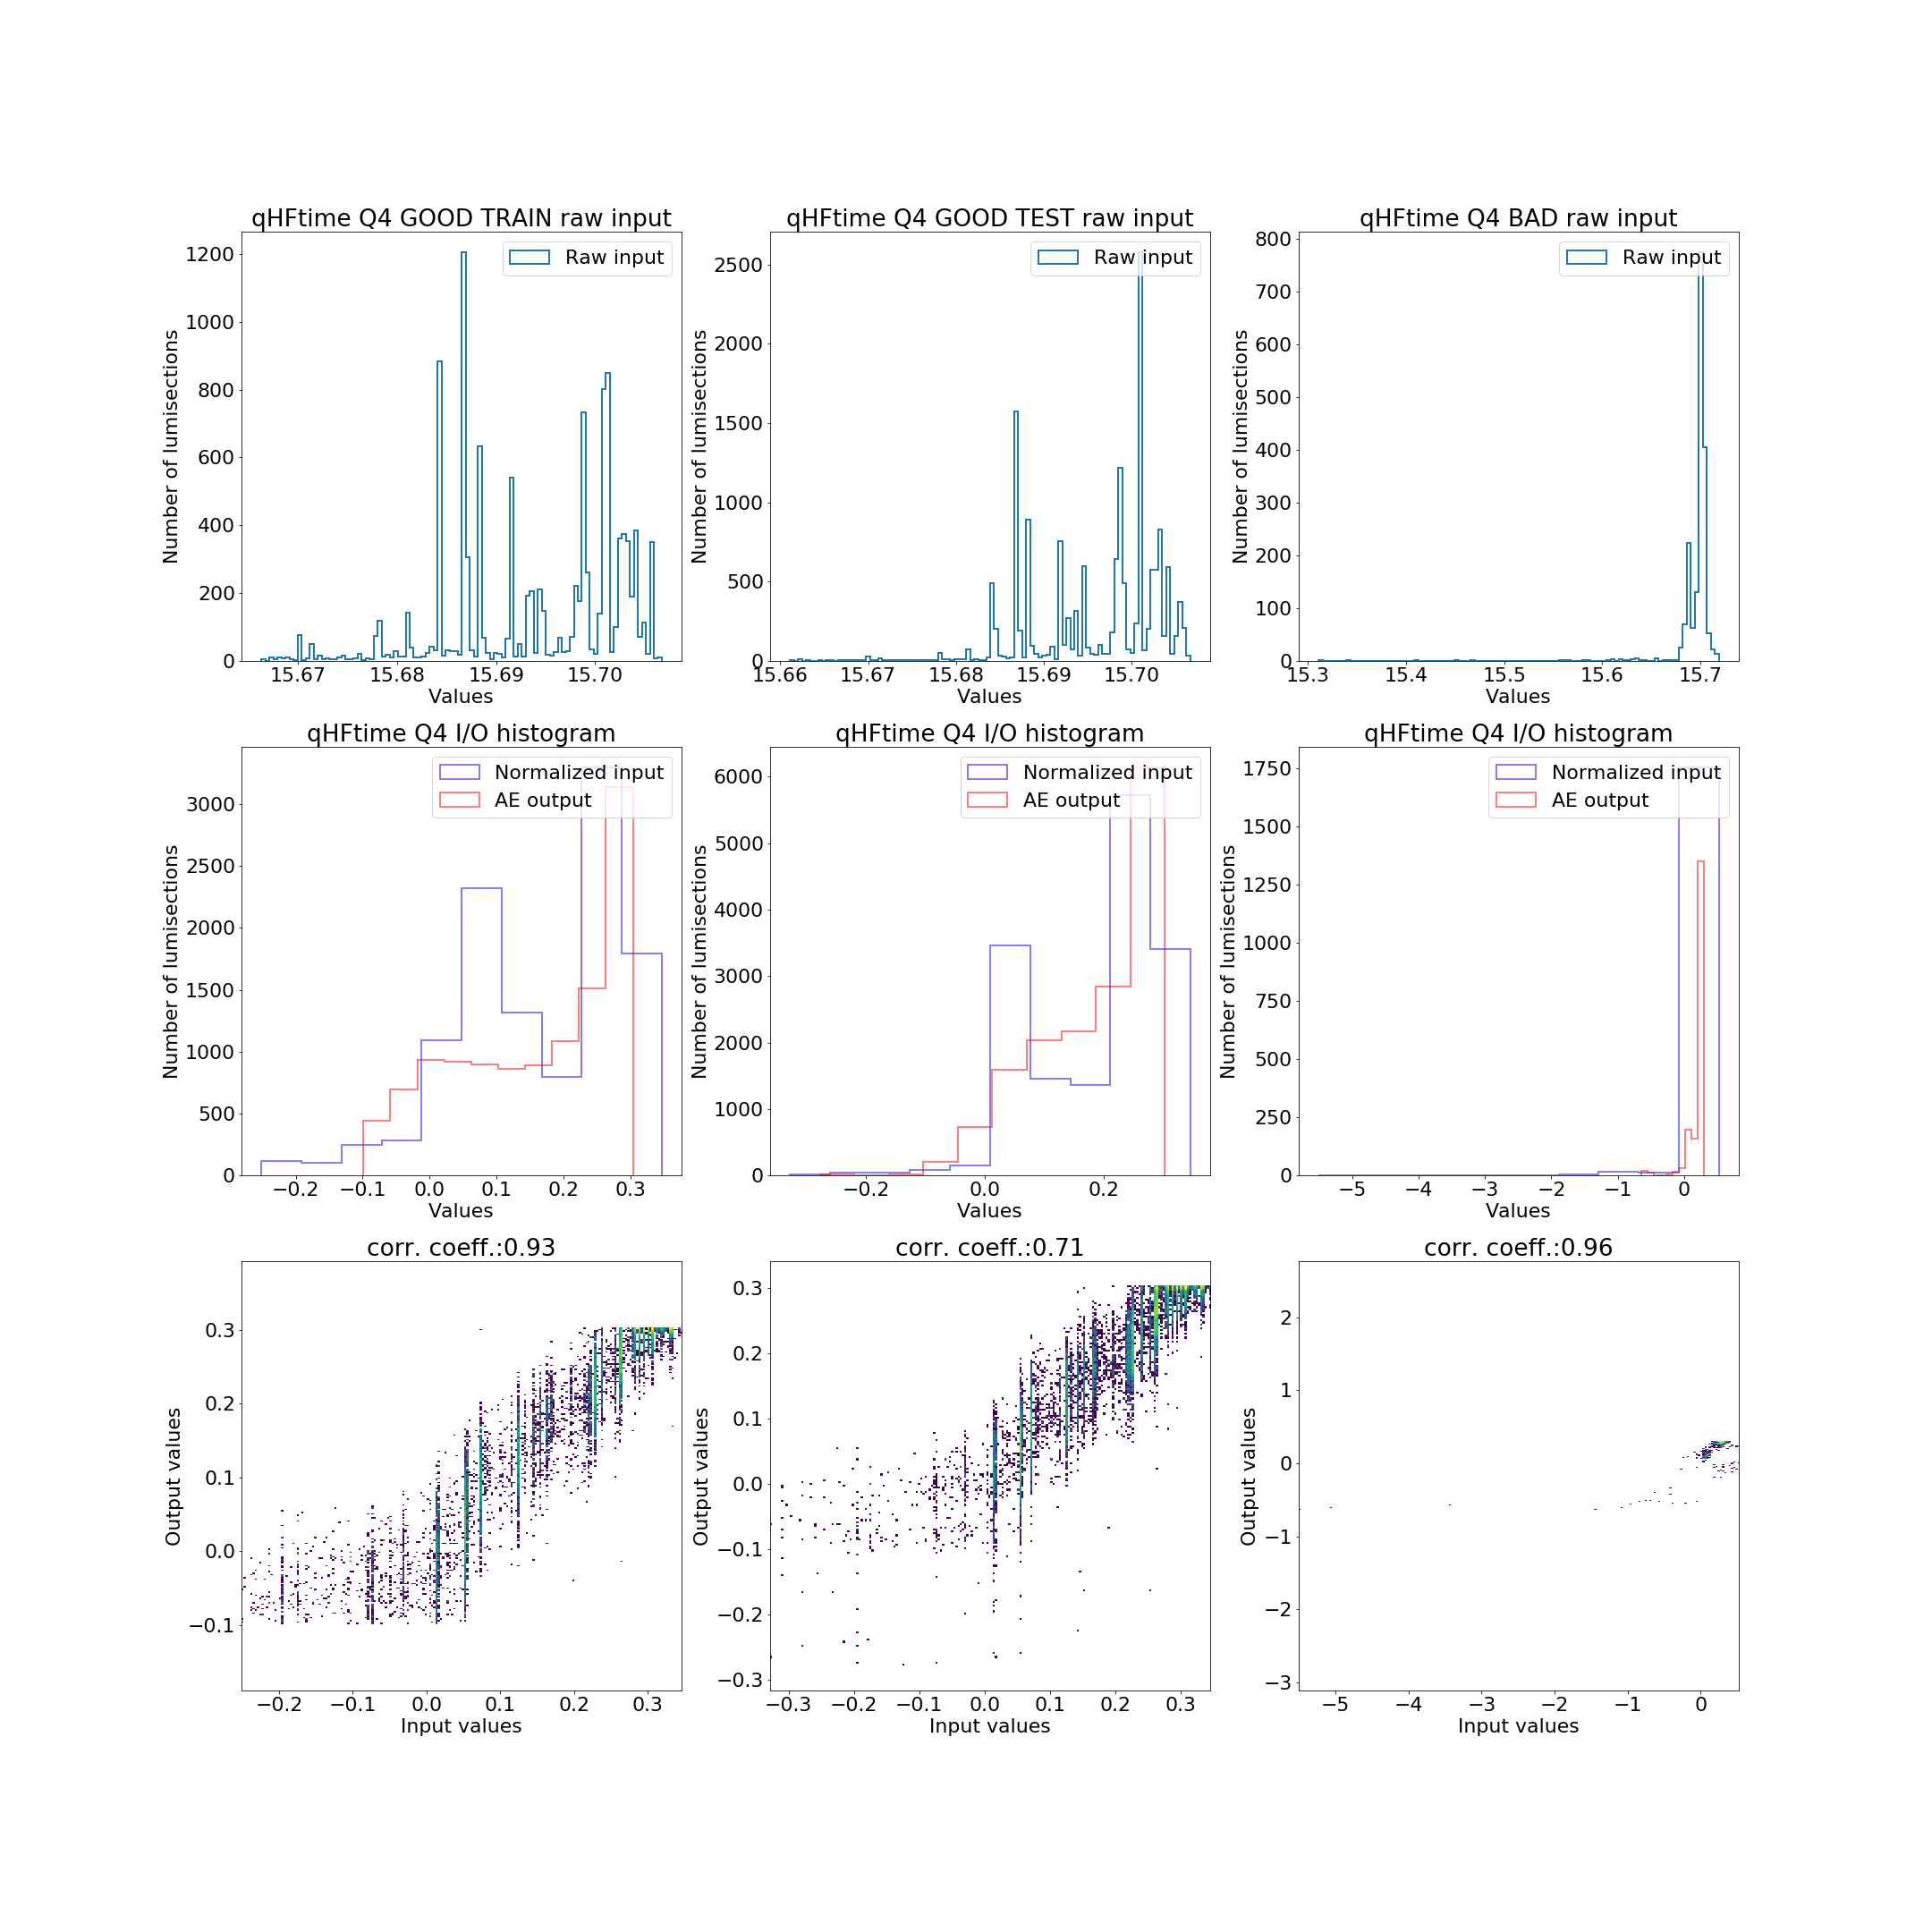 qHFtime Q4 GOOD TRAIN raw input
Number of lumisections
1200
1000
800
600
400
200
0
Raw input
15.67 15.68 15.69 15.70
Values
qHFtime Q4 GOOD TEST raw input
Number of lumisections
2500
2000
1500
1000
500
0
Raw input
15.66 15.67 15.68 15.69 15.70
Values
qHFtime Q4 BAD raw input
Number of lumisections
800
700
600
500
400
300
200
100
0
Raw input
15.3 15.4 15.5 15.6 15.7
Values
qHFtime Q4 I/O histogram
Number of lumisections
3000
2500
2000
1500
1000
500
0
Normalized input
AE output
−0.2 −0.1 0.0 0.1 0.2 0.3
Values
qHFtime Q4 I/O histogram
Number of lumisections
6000
5000
4000
3000
2000
1000
0
Normalized input
AE output
−0.2 0.0 0.2
Values
qHFtime Q4 I/O histogram
Number of lumisections
1750
1500
1250
1000
750
500
250
0
Normalized input
AE output
−5 −4 −3 −2 −1 0
Values
corr. coeff.:0.93
Output values
0.3
0.2
0.1
0.0
−0.1
−0.2 −0.1 0.0 0.1 0.2 0.3
Input values
corr. coeff.:0.71
Output values
0.3
0.2
0.1
0.0
−0.1
−0.2
−0.3
−0.3 −0.2 −0.1 0.0 0.1 0.2 0.3
Input values
corr. coeff.:0.96
Output values
2
1
0
−1
−2
−3
−5 −4 −3 −2 −1 0
Input values